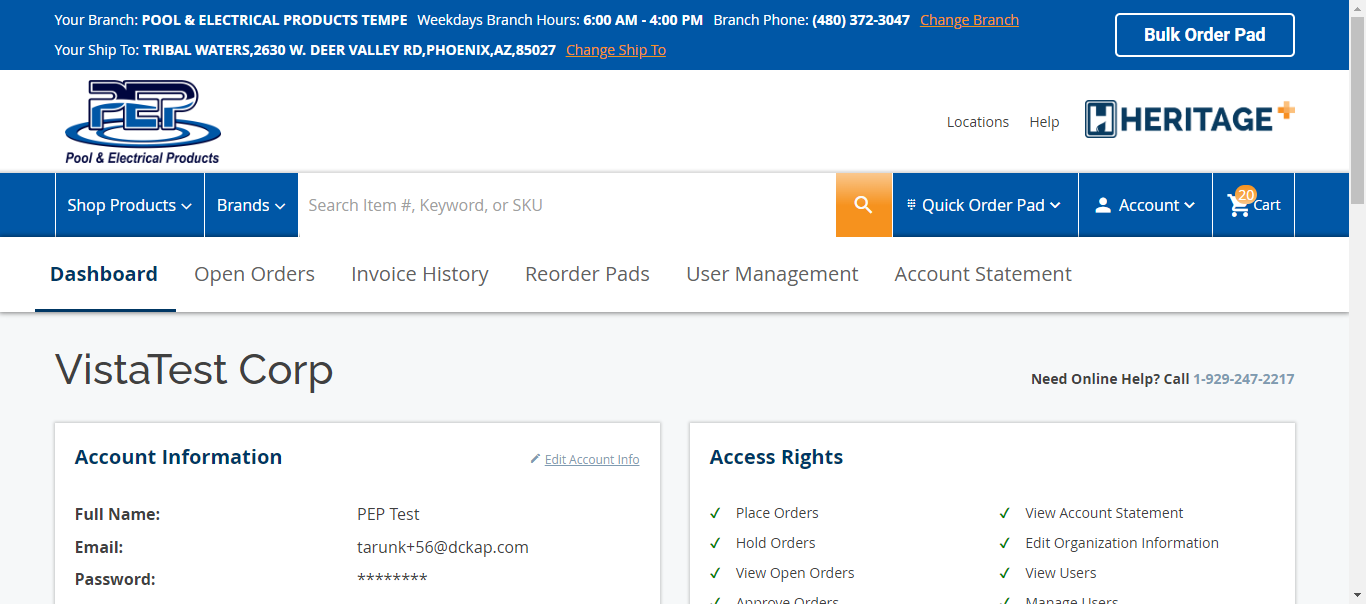 Your Branch: POOL & ELECTRICAL PRODUCTS TEMPE Weekdays Branch Hours: 6:00 AM - 4:00 PM Branch Phone: (480) 372-3047 Change Branch
Your Ship To: TRIBAL WATERS,2630 W. DEER VALLEY RD,PHOENIX,AZ,85027 Change Ship To
Bulk Order Pad
PEP
Pool & Electrical Products
Locations Help HERITAGE+
Shop Products Brands Search Item #, Keyword, or SKU Quick Order Pad Account 20 Cart
Dashboard Open Orders Invoice History Reorder Pads User Management Account Statement
VistaTest Corp
Need Online Help? Call 1-929-247-2217
Account Information Edit Account Info
Full Name: PEP Test
Email: tarunk+56@dckap.com
Password: ********
Access Rights
Place Orders View Account Statement
Hold Orders Edit Organization Information
View Open Orders View Users
Approve Orders Manage Users